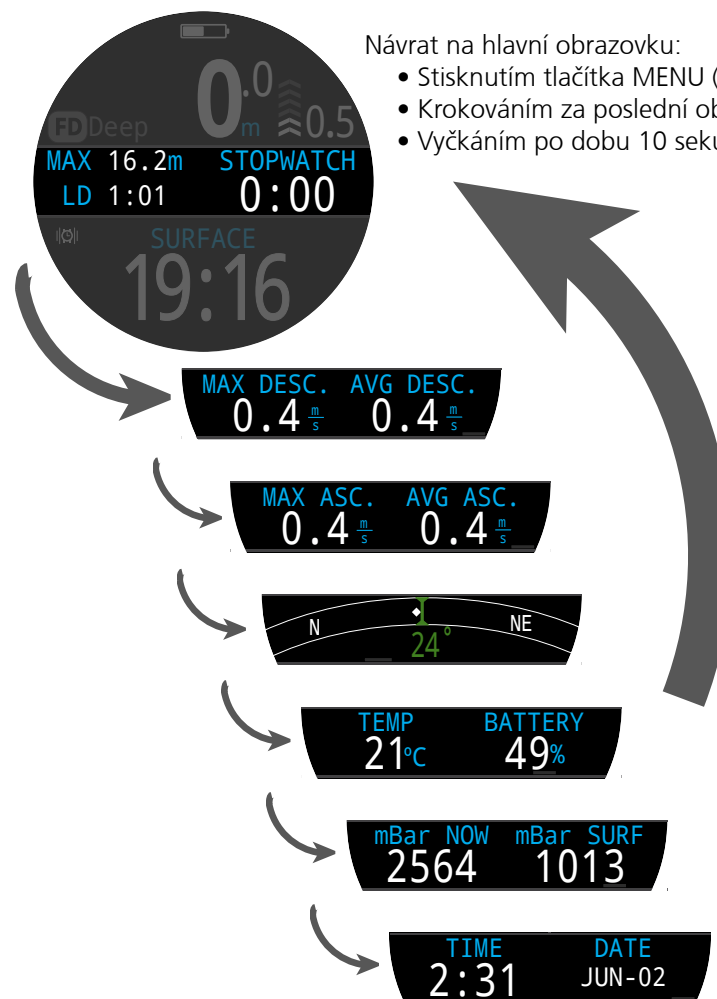 Návrat na hlavní obrazovku:
• Stisknutím tlačítka MENU (
• Krokováním za poslední
• Vyčkáním po dobu 10
0.0 m 0.5
FD Deep
MAX 16.2m STOPWATCH
LD 1:01 0:00
SURFACE
19:16
MAX DESC. AVG DESC.
0.4 m/s 0.4 m/s
MAX ASC. AVG ASC.
0.4 m/s 0.4 m/s
N NE
24°
TEMP BATTERY
21°C 49%
mBar NOW mBar SURF
2564 1013
TIME DATE
2:31 JUN-02